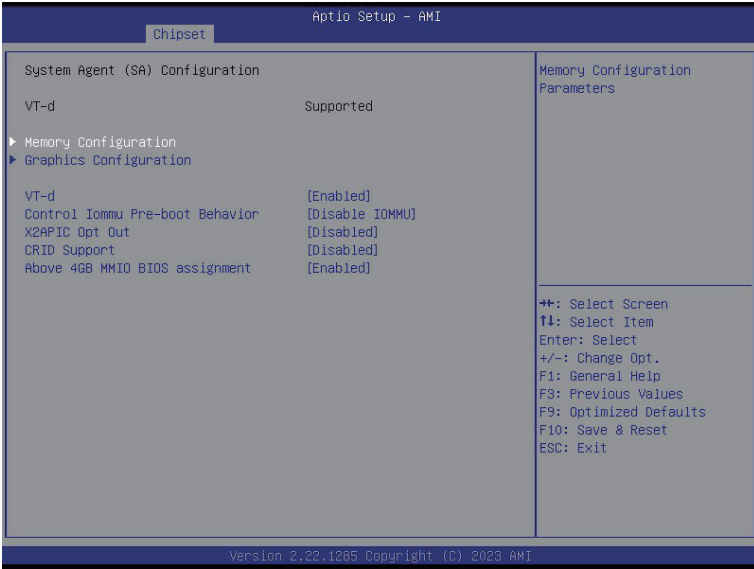 Aptio Setup – AMI
Chipset
System Agent (SA) Configuration
VT-d Supported
Memory Configuration
Graphics Configuration
VT-d [Enabled]
Control Iommu Pre-boot Behavior [Disable IOMMU]
X2APIC Opt Out [Disabled]
CRID Support [Disabled]
Above 4GB MMIO BIOS assignment [Enabled]
Memory Configuration
Parameters
→←: Select Screen
↑↓: Select Item
Enter: Select
+/-: Change Opt.
F1: General Help
F3: Previous Values
F9: Optimized Defaults
F10: Save & Reset
ESC: Exit
Version 2.22.1285 Copyright (C) 2023 AMI